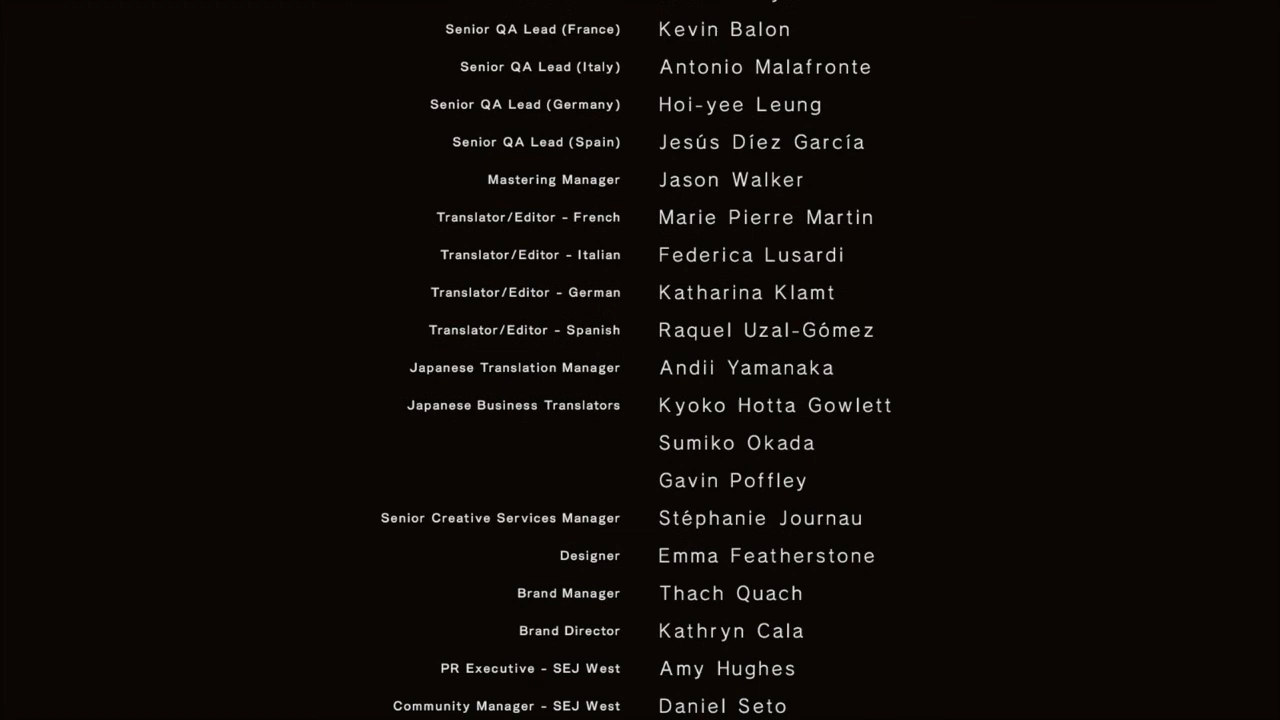 Senior QA Lead (France) Kevin Balon
Senior QA Lead (Italy) Antonio Malafronte
Senior QA Lead (Germany) Hoi-yee Leung
Senior QA Lead (Spain) Jesús Díez García
Mastering Manager Jason Walker
Translator/Editor - French Marie Pierre Martin
Translator/Editor - Italian Federica Lusardi
Translator/Editor - German Katharina Klamt
Translator/Editor - Spanish Raquel Uzal-Gómez
Japanese Translation Manager Andii Yamanaka
Japanese Business Translators Kyoko Hotta Gowlett
Sumiko Okada
Gavin Poffley
Senior Creative Services Manager Stéphanie Journau
Designer Emma Featherstone
Brand Manager Thach Quach
Brand Director Kathryn Cala
PR Executive - SEJ West Amy Hughes
Community Manager - SEJ West Daniel Seto